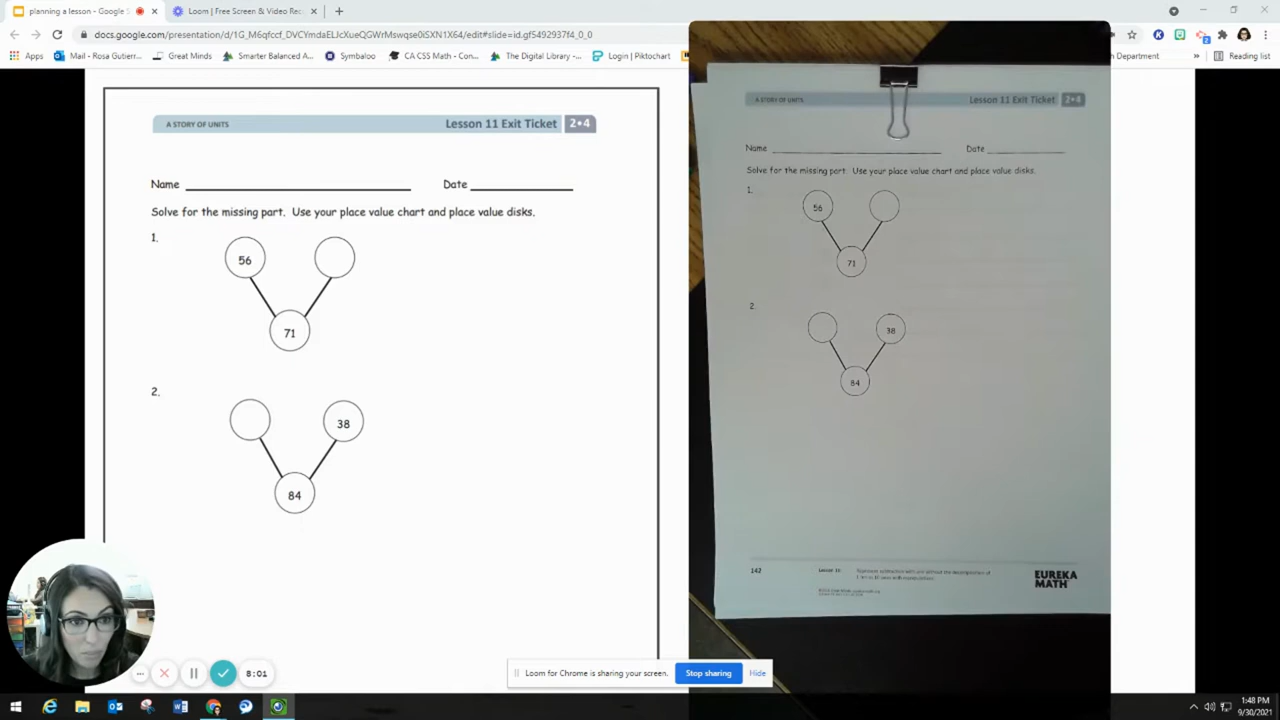 planning a lesson - Google S
Loom | Free Screen & Video Rec
docs.google.com/presentation/d/1G_M6qfccf_DVCYmdaELJcXueQGWrMswqse0iSXN1X64/edit#slide=id.gf5492937f4_0_0
Apps
Mail - Rosa Gutierr...
Great Minds
Smarter Balanced A...
Symbaloo
Ch CSS Math - Con...
The Digital Library -...
Login | Piktochart
h Department
»
Reading list
A STORY OF UNITS
Lesson 11 Exit Ticket 2•4
Name
Date
Solve for the missing part. Use your place value chart and place value disks.
1.
56
71
2.
38
84
A STORY OF UNITS
Lesson 11 Exit Ticket 2•4
Name
Date
Solve for the missing part. Use your place value chart and place value disks.
1.
56
71
2.
38
84
142
Lesson 11:
EUREKA
MATH
8:01
Loom for Chrome is sharing your screen.
Stop sharing
Hide
1:48 PM
9/30/2021